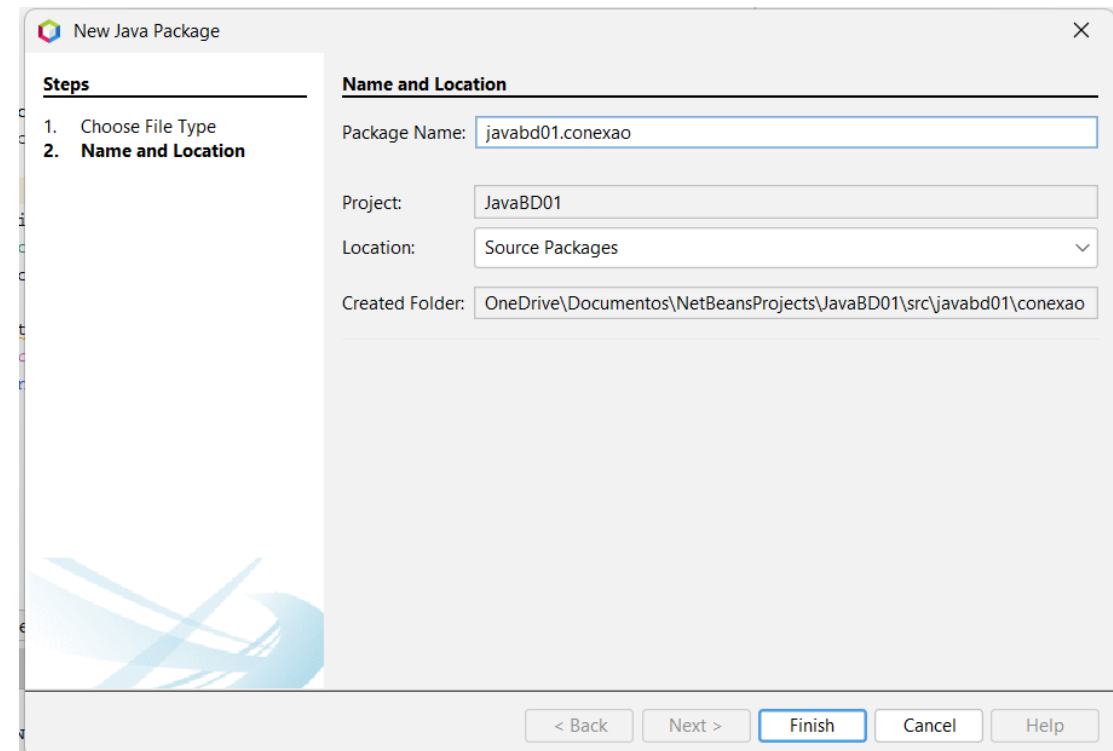 New Java Package
Steps
1. Choose File Type
2. Name and Location
Name and Location
Package Name: javabd01.conexao
Project: JavaBD01
Location: Source Packages
Created Folder: OneDrive\Documentos\NetBeansProjects\JavaBD01\src\javabd01\conexao
< Back Next > Finish Cancel Help